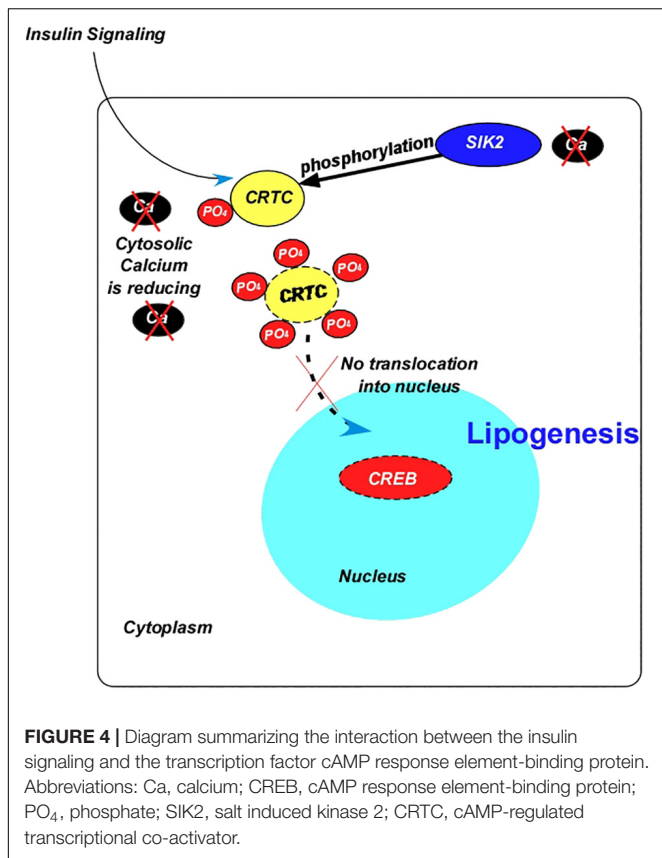 Insulin Signaling
phosphorylation
SIK2
Ca
CRTC
PO4
Ca
Cytosolic
Calcium
is reducing
Ca
PO4
PO4
PO4
CRTC
PO4
PO4
No translocation
into nucleus
Lipogenesis
CREB
Nucleus
Cytoplasm
FIGURE 4 | Diagram summarizing the interaction between the insulin
signaling and the transcription factor cAMP response element-binding protein.
Abbreviations: Ca, calcium; CREB, cAMP response element-binding protein;
PO₄, phosphate; SIK2, salt induced kinase 2; CRTC, cAMP-regulated
transcriptional co-activator.